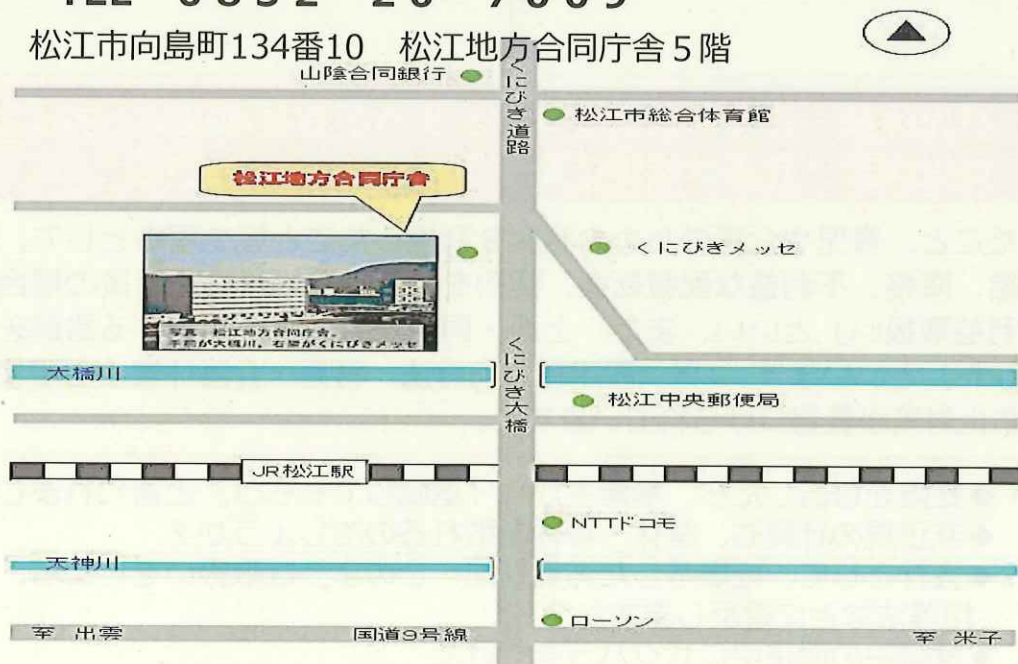 松江市向島町134番10　松江地方合同庁舎５階
山陰合同銀行
くにびき道路
松江市総合体育館
松江地方合同庁舎
くにびきメッセ
写真：松江地方合同庁舎、
手前が大橋川、右隣がくにびきメッセ
大橋川
くにびき大橋
松江中央郵便局
JR松江駅
NTTドコモ
天神川
ローソン
至 出雲
国道9号線
至 米子